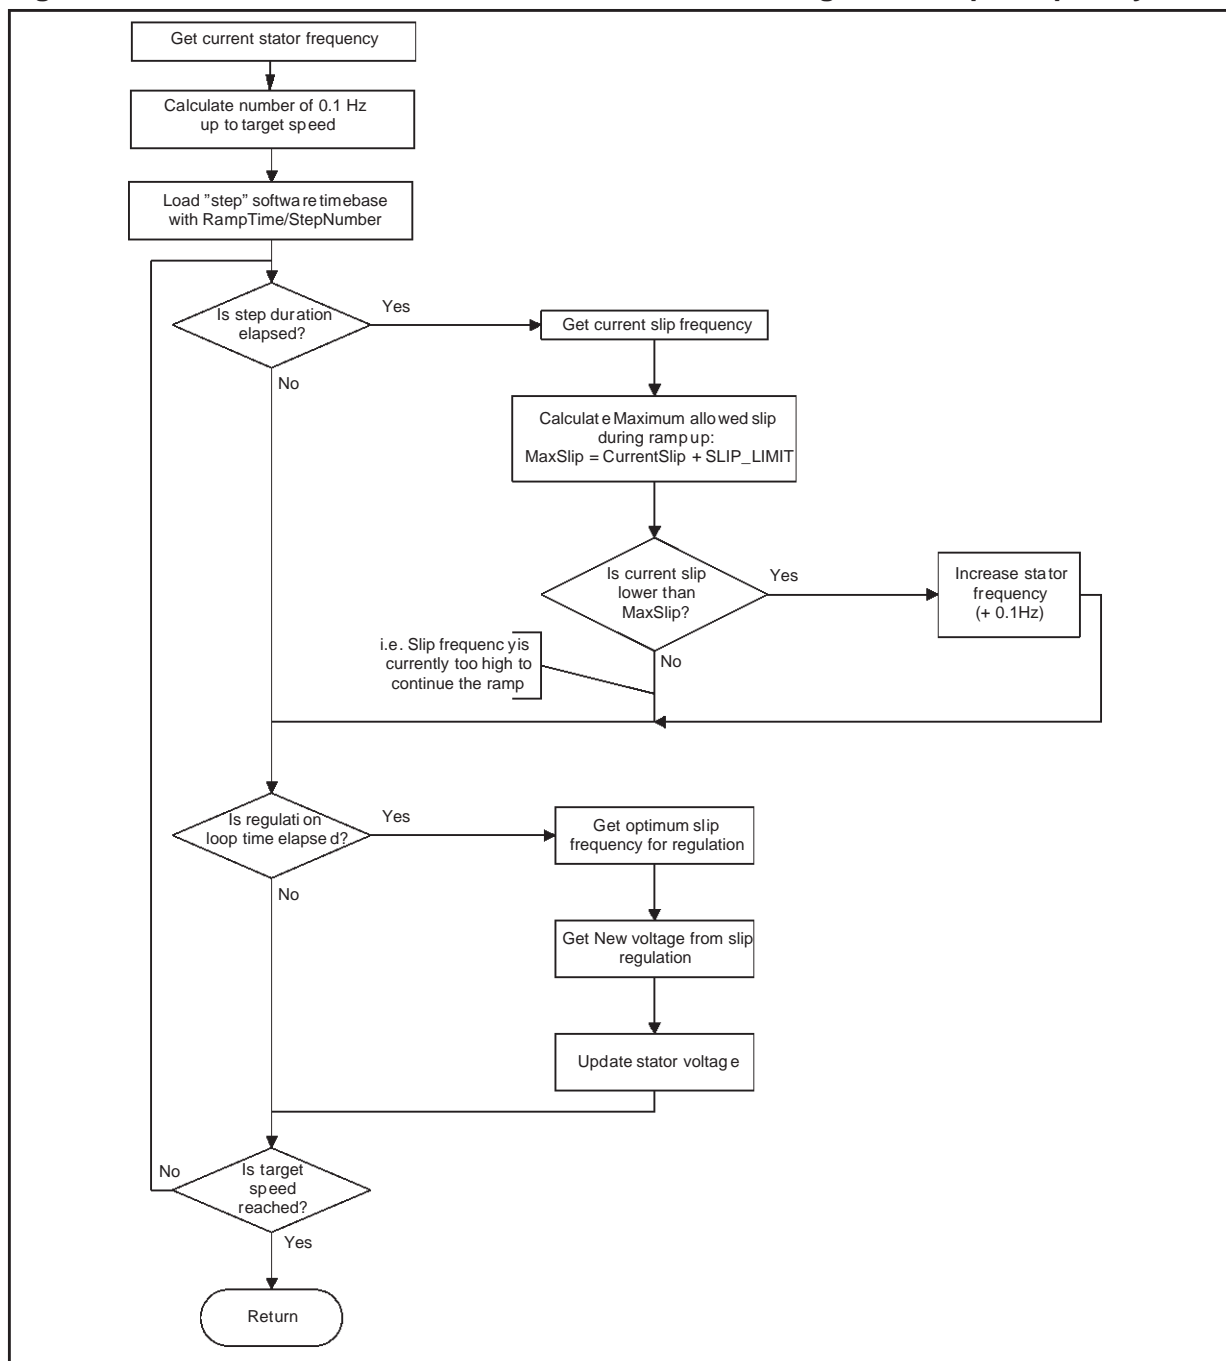 Get current stator frequency
Calculate number of 0.1 Hz
up to target speed
Load ”step” software timebase
with RampTime/StepNumber
Is step duration
elapsed?
Yes
No
Get current slip frequency
Calculate Maximum allowed slip
during ramp up:
MaxSlip = CurrentSlip + SLIP_LIMIT
Is current slip
lower than
MaxSlip?
Yes
Increase stator
frequency
(+ 0.1Hz)
No
i.e. Slip frequency is
currently too high to
continue the ramp
Is regulation
loop time elapsed?
Yes
No
Get optimum slip
frequency for regulation
Get New voltage from slip
regulation
Update stator voltage
Is target
speed
reached?
No
Yes
Return